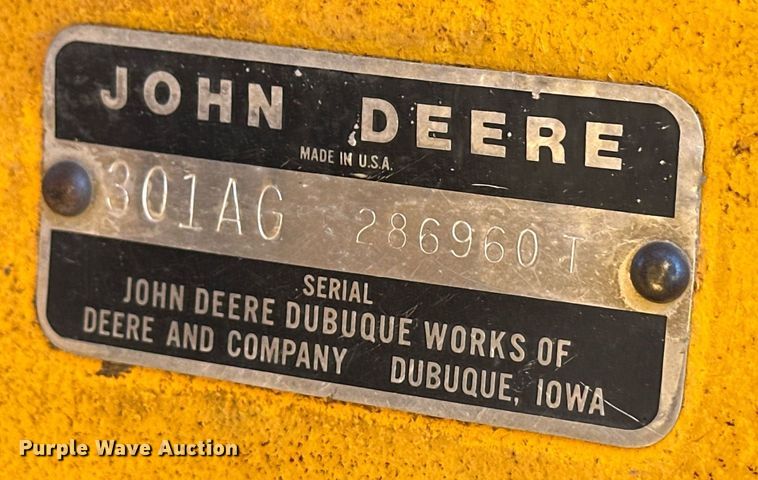 JOHN DEERE
MADE IN U.S.A.
301AG 286960T
SERIAL
JOHN DEERE DUBUQUE WORKS OF
DEERE AND COMPANY DUBUQUE, IOWA
Purple Wave Auction